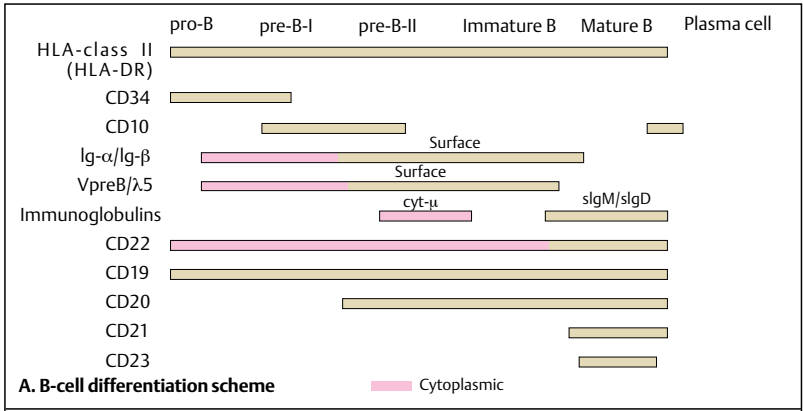 pro-B pre-B-I pre-B-II Immature B Mature B Plasma cell
HLA-class II
(HLA-DR)
CD34
CD10
Ig-α/Ig-β Surface
VpreB/λ5 Surface
Immunoglobulins cyt-μ sIgM/sIgD
CD22
CD19
CD20
CD21
CD23
A. B-cell differentiation scheme Cytoplasmic